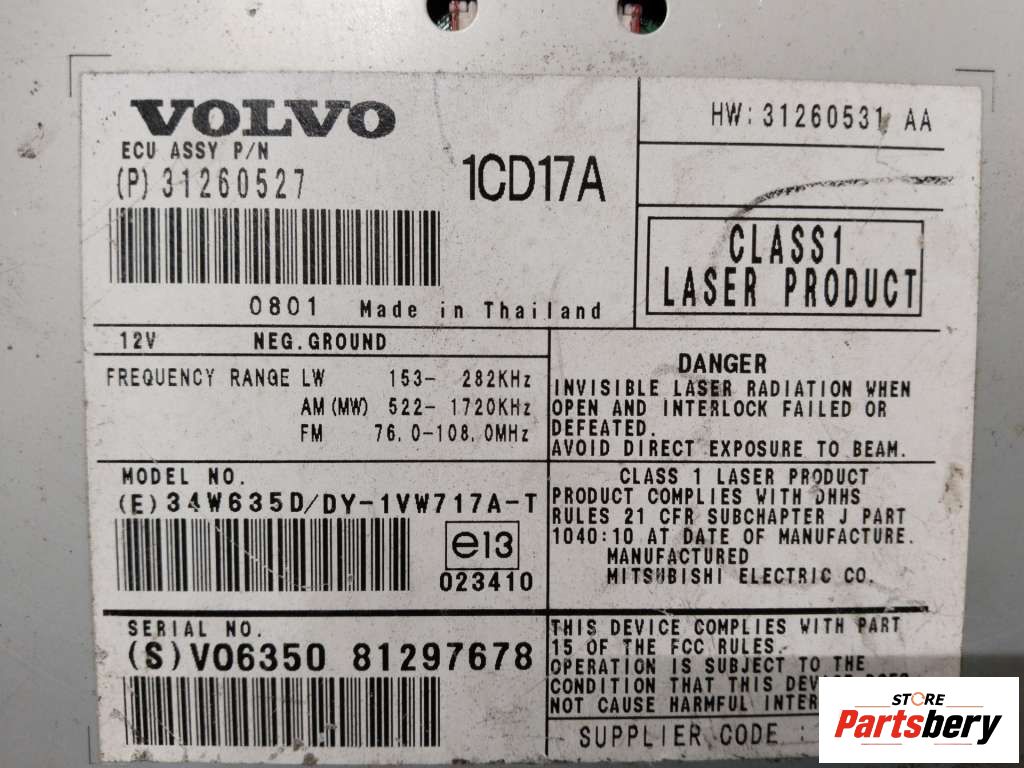 VOLVO
ECU ASSY P/N
(P) 31260527
1CD17A
HW: 31260531 AA
CLASS1
LASER PRODUCT
0801 Made in Thailand
12V NEG. GROUND
FREQUENCY RANGE LW 153- 282KHz
AM (MW) 522- 1720KHz
FM 76.0-108.0MHz
DANGER
INVISIBLE LASER RADIATION WHEN
OPEN AND INTERLOCK FAILED OR
DEFEATED.
AVOID DIRECT EXPOSURE TO BEAM.
MODEL NO.
(E) 34W635D/DY-1VW717A-T
e13
023410
CLASS 1 LASER PRODUCT
PRODUCT COMPLIES WITH DHHS
RULES 21 CFR SUBCHAPTER J PART
1040:10 AT DATE OF MANUFACTURE.
MANUFACTURED
MITSUBISHI ELECTRIC CO.
SERIAL NO.
(S) VO6350 81297678
THIS DEVICE COMPLIES WITH PART
15 OF THE FCC RULES.
OPERATION IS SUBJECT TO THE
CONDITION THAT THIS DEVICE DOES
NOT CAUSE HARMFUL
SUPPLIER CODE :
STORE
Partsbery